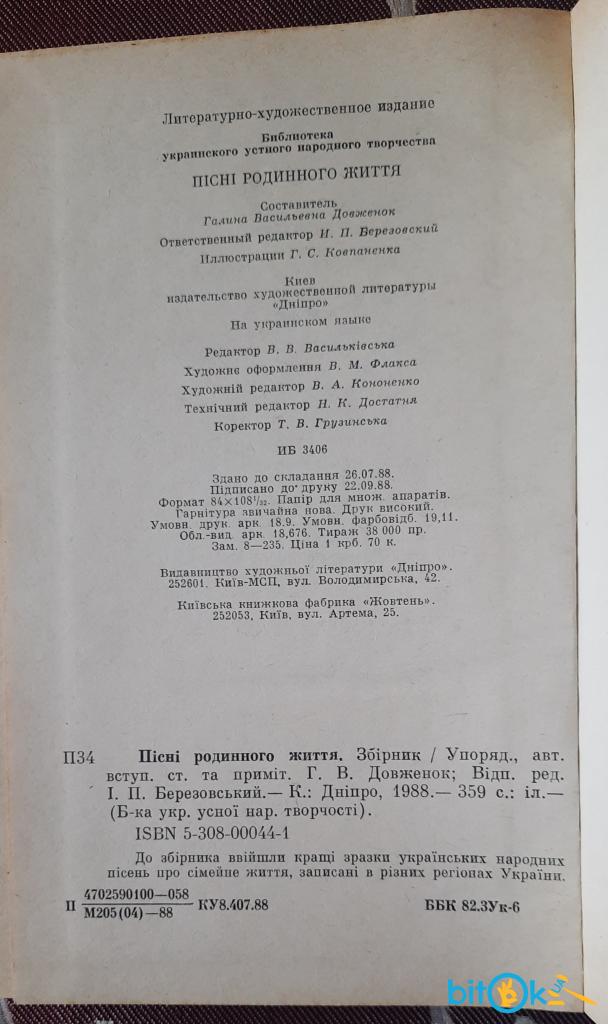 Литературно-художественное издание
Библиотека
украинского устного народного творчества
ПІСНІ РОДИННОГО ЖИТТЯ
Составитель
Галина Васильевна Довженок
Ответственный редактор И. П. Березовский
Иллюстрации Г. С. Ковпаненка
Киев
издательство художественной литературы
«Дніпро»
На украинском языке
Редактор В. В. Васильківська
Художнє оформлення В. М. Флакса
Художній редактор В. А. Кононенко
Технічний редактор Н. К. Достатня
Коректор Т. В. Грузинська
ИБ 3406
Здано до складання 26.07.88.
Підписано до друку 22.09.88.
Формат 84×108¹/₃₂. Папір для множ. апаратів.
Гарнітура звичайна нова. Друк високий.
Умовн. друк. арк. 18.9. Умовн. фарбовідб. 19,11.
Обл.-вид. арк. 18,676. Тираж 38 000 пр.
Зам. 8—235. Ціна 1 крб. 70 к.
Видавництво художньої літератури «Дніпро».
252601. Київ-МСП, вул. Володимирська, 42.
Київська книжкова фабрика «Жовтень».
252053, Київ, вул. Артема, 25.
П34 Пісні родинного життя. Збірник / Упоряд., авт.
вступ. ст. та приміт. Г. В. Довженок; Відп. ред.
І. П. Березовський.— К.: Дніпро, 1988.— 359 с.: іл.—
(Б-ка укр. усної нар. творчості).
ISBN 5-308-00044-1
До збірника ввійшли кращі зразки українських народних
пісень про сімейне життя, записані в різних регіонах України.
П 4702590100—058 / М205(04)—88 КУ8.407.88 ББК 82.3Ук-6
bitok.ua